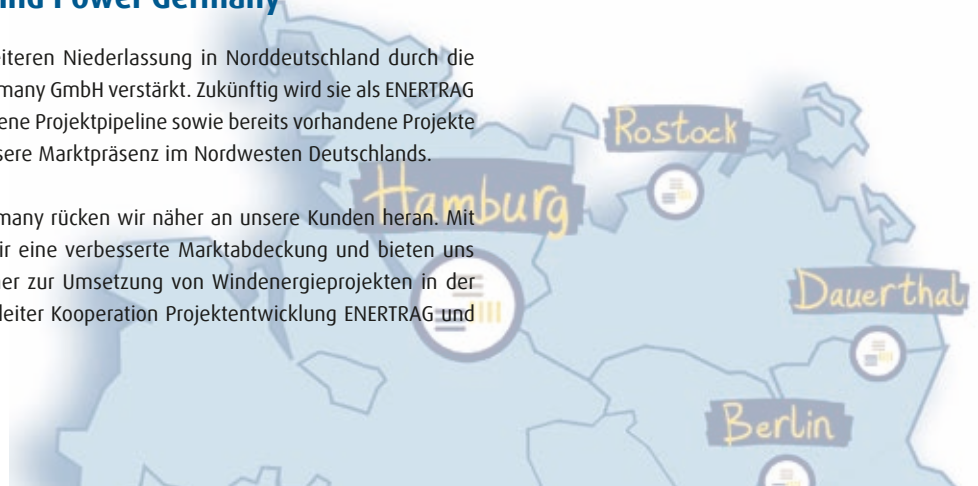 ind Power Germany
eiteren Niederlassung in Norddeutschland durch die
many GmbH verstärkt. Zukünftig wird sie als ENERTRAG
ene Projektpipeline sowie bereits vorhandene Projekte
sere Marktpräsenz im Nordwesten Deutschlands.
many rücken wir näher an unsere Kunden heran. Mit
ir eine verbesserte Marktabdeckung und bieten uns
er zur Umsetzung von Windenergieprojekten in der
leiter Kooperation Projektentwicklung ENERTRAG und
Rostock
Hamburg
Dauerthal
Berlin